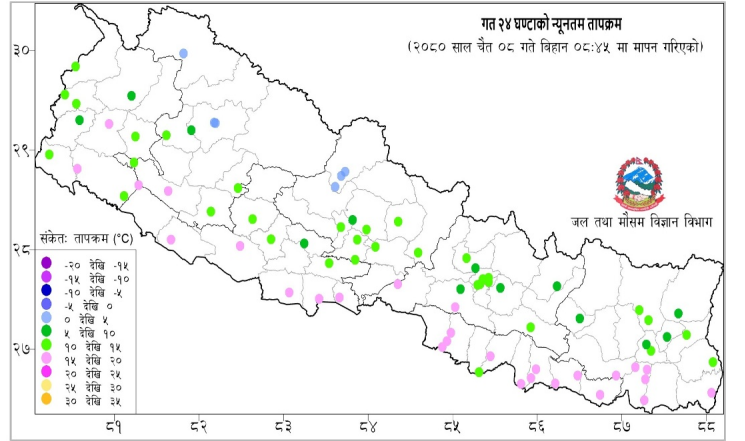 गत २४ घण्टाको न्यूनतम तापक्रम
(२०८० साल चैत ०८ गते बिहान ०८:४५ मा मापन गरिएको)
जल तथा मौसम विज्ञान विभाग
३०
२९
२८
२७
संकेतः तापक्रम (°C)
-२० देखि -१५
-१५ देखि -१०
-१० देखि -५
-५ देखि ०
० देखि ५
५ देखि १०
१० देखि १५
१५ देखि २०
२० देखि २५
२५ देखि ३०
३० देखि ३५
८१ ८२ ८३ ८४ ८५ ८६ ८७ ८८